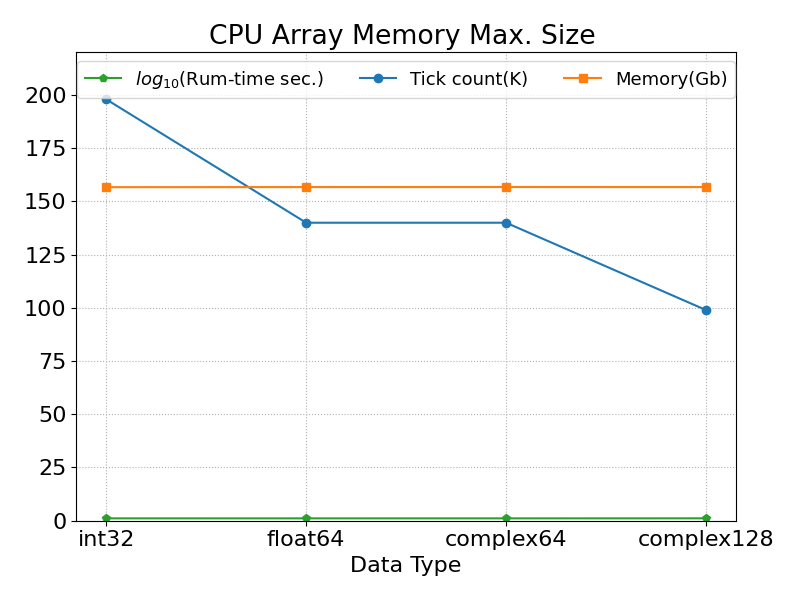 CPU Array Memory Max. Size
log10(Rum-time sec.) Tick count(K) Memory(Gb)
200
175
150
125
100
75
50
25
0
int32 float64 complex64 complex128
Data Type